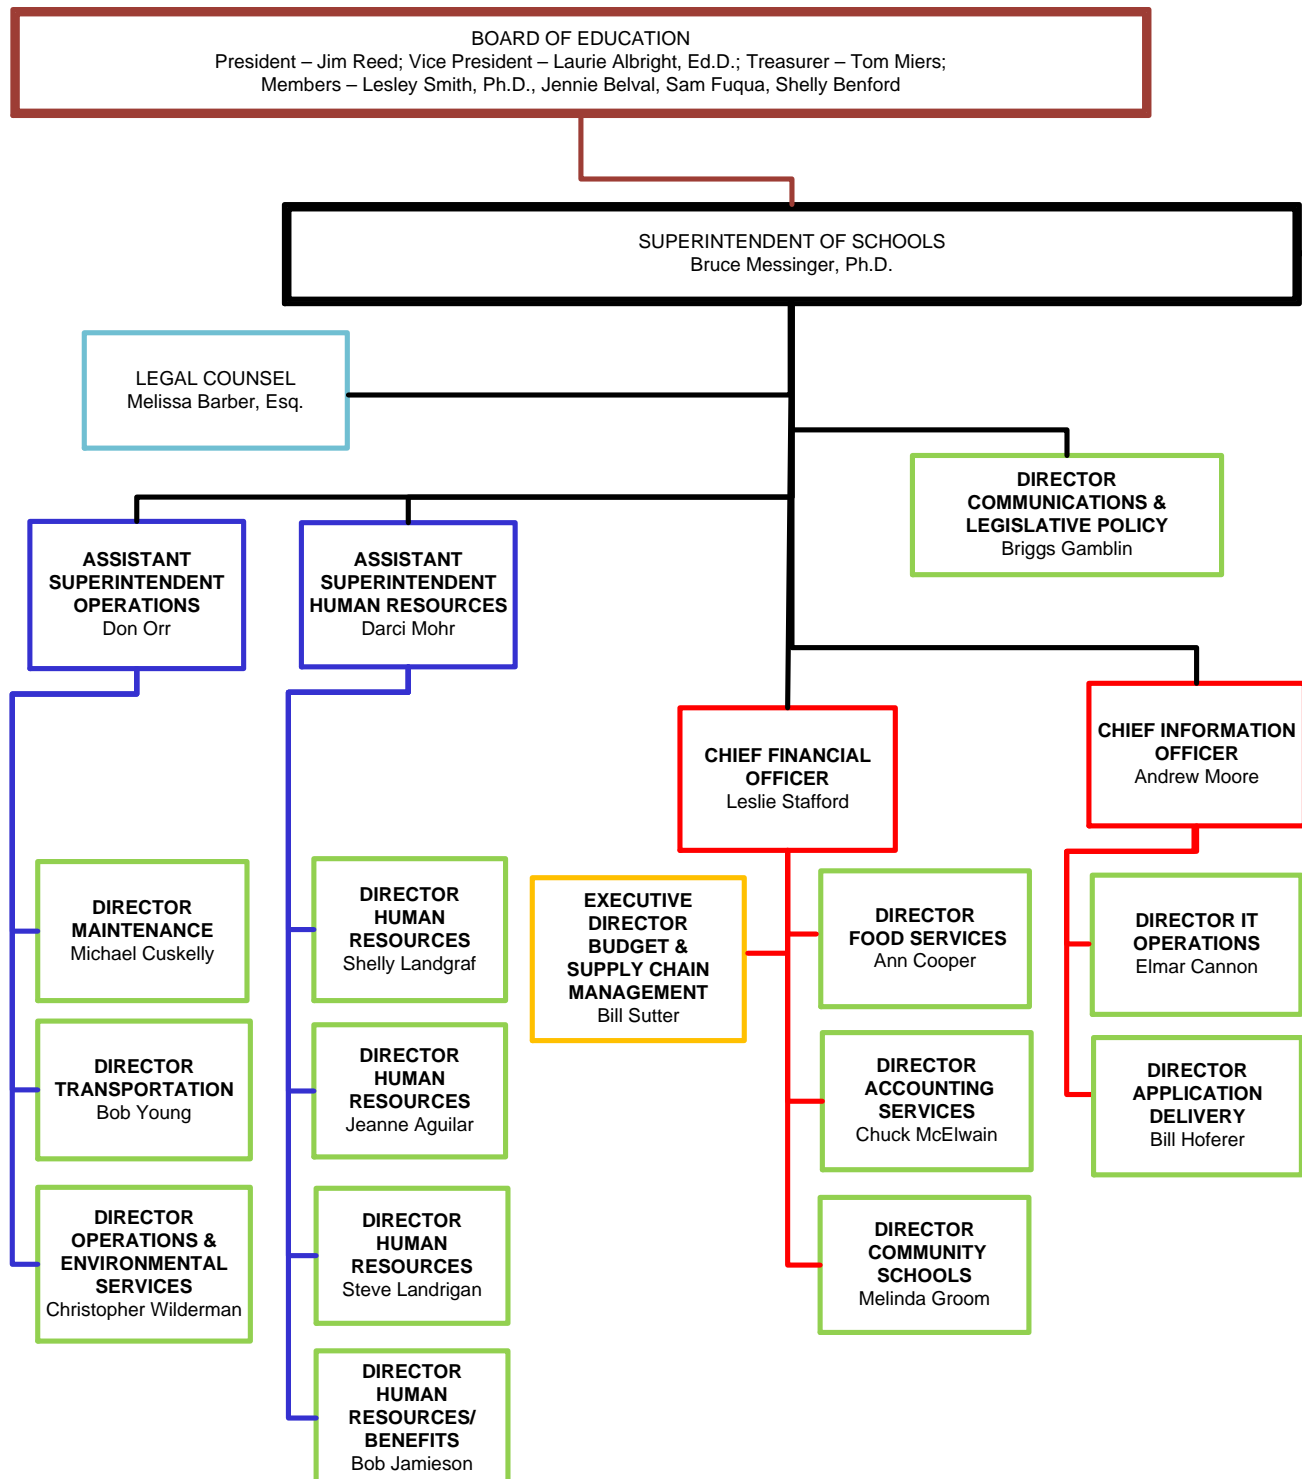 BOARD OF EDUCATION
President – Jim Reed; Vice President – Laurie Albright, Ed.D.; Treasurer – Tom Miers;
Members – Lesley Smith, Ph.D., Jennie Belval, Sam Fuqua, Shelly Benford
SUPERINTENDENT OF SCHOOLS
Bruce Messinger, Ph.D.
LEGAL COUNSEL
Melissa Barber, Esq.
DIRECTOR
COMMUNICATIONS &
LEGISLATIVE POLICY
Briggs Gamblin
ASSISTANT
SUPERINTENDENT
OPERATIONS
Don Orr
ASSISTANT
SUPERINTENDENT
HUMAN RESOURCES
Darci Mohr
CHIEF FINANCIAL
OFFICER
Leslie Stafford
CHIEF INFORMATION
OFFICER
Andrew Moore
DIRECTOR
MAINTENANCE
Michael Cuskelly
DIRECTOR
TRANSPORTATION
Bob Young
DIRECTOR
OPERATIONS &
ENVIRONMENTAL
SERVICES
Christopher Wilderman
DIRECTOR
HUMAN
RESOURCES
Shelly Landgraf
DIRECTOR
HUMAN
RESOURCES
Jeanne Aguilar
DIRECTOR
HUMAN
RESOURCES
Steve Landrigan
DIRECTOR
HUMAN
RESOURCES/
BENEFITS
Bob Jamieson
EXECUTIVE
DIRECTOR
BUDGET &
SUPPLY CHAIN
MANAGEMENT
Bill Sutter
DIRECTOR
FOOD SERVICES
Ann Cooper
DIRECTOR
ACCOUNTING
SERVICES
Chuck McElwain
DIRECTOR
COMMUNITY
SCHOOLS
Melinda Groom
DIRECTOR IT
OPERATIONS
Elmar Cannon
DIRECTOR
APPLICATION
DELIVERY
Bill Hoferer